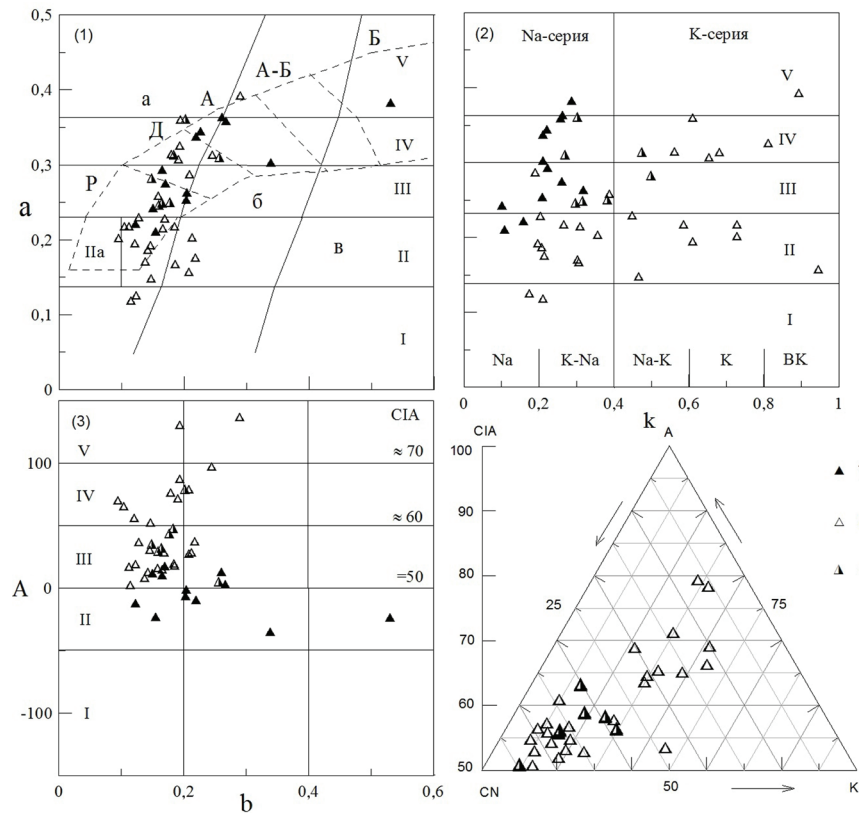 0,5
(1)
Б
V
А-Б
0,4
а
А
Д
IV
0,3
Р
III
а
б
0,2
IIа
в
II
0,1
I
0
(2)
Na-серия
K-серия
V
IV
III
II
I
Na
K-Na
Na-K
K
BK
0
0,2
0,4
0,6
0,8
1
k
(3)
CIA
V
≈ 70
100
IV
≈ 60
III
=50
A
0
II
-100
I
0
0,2
0,4
0,6
b
CIA
A
100
90
80
25
75
70
60
50
CN
50
K